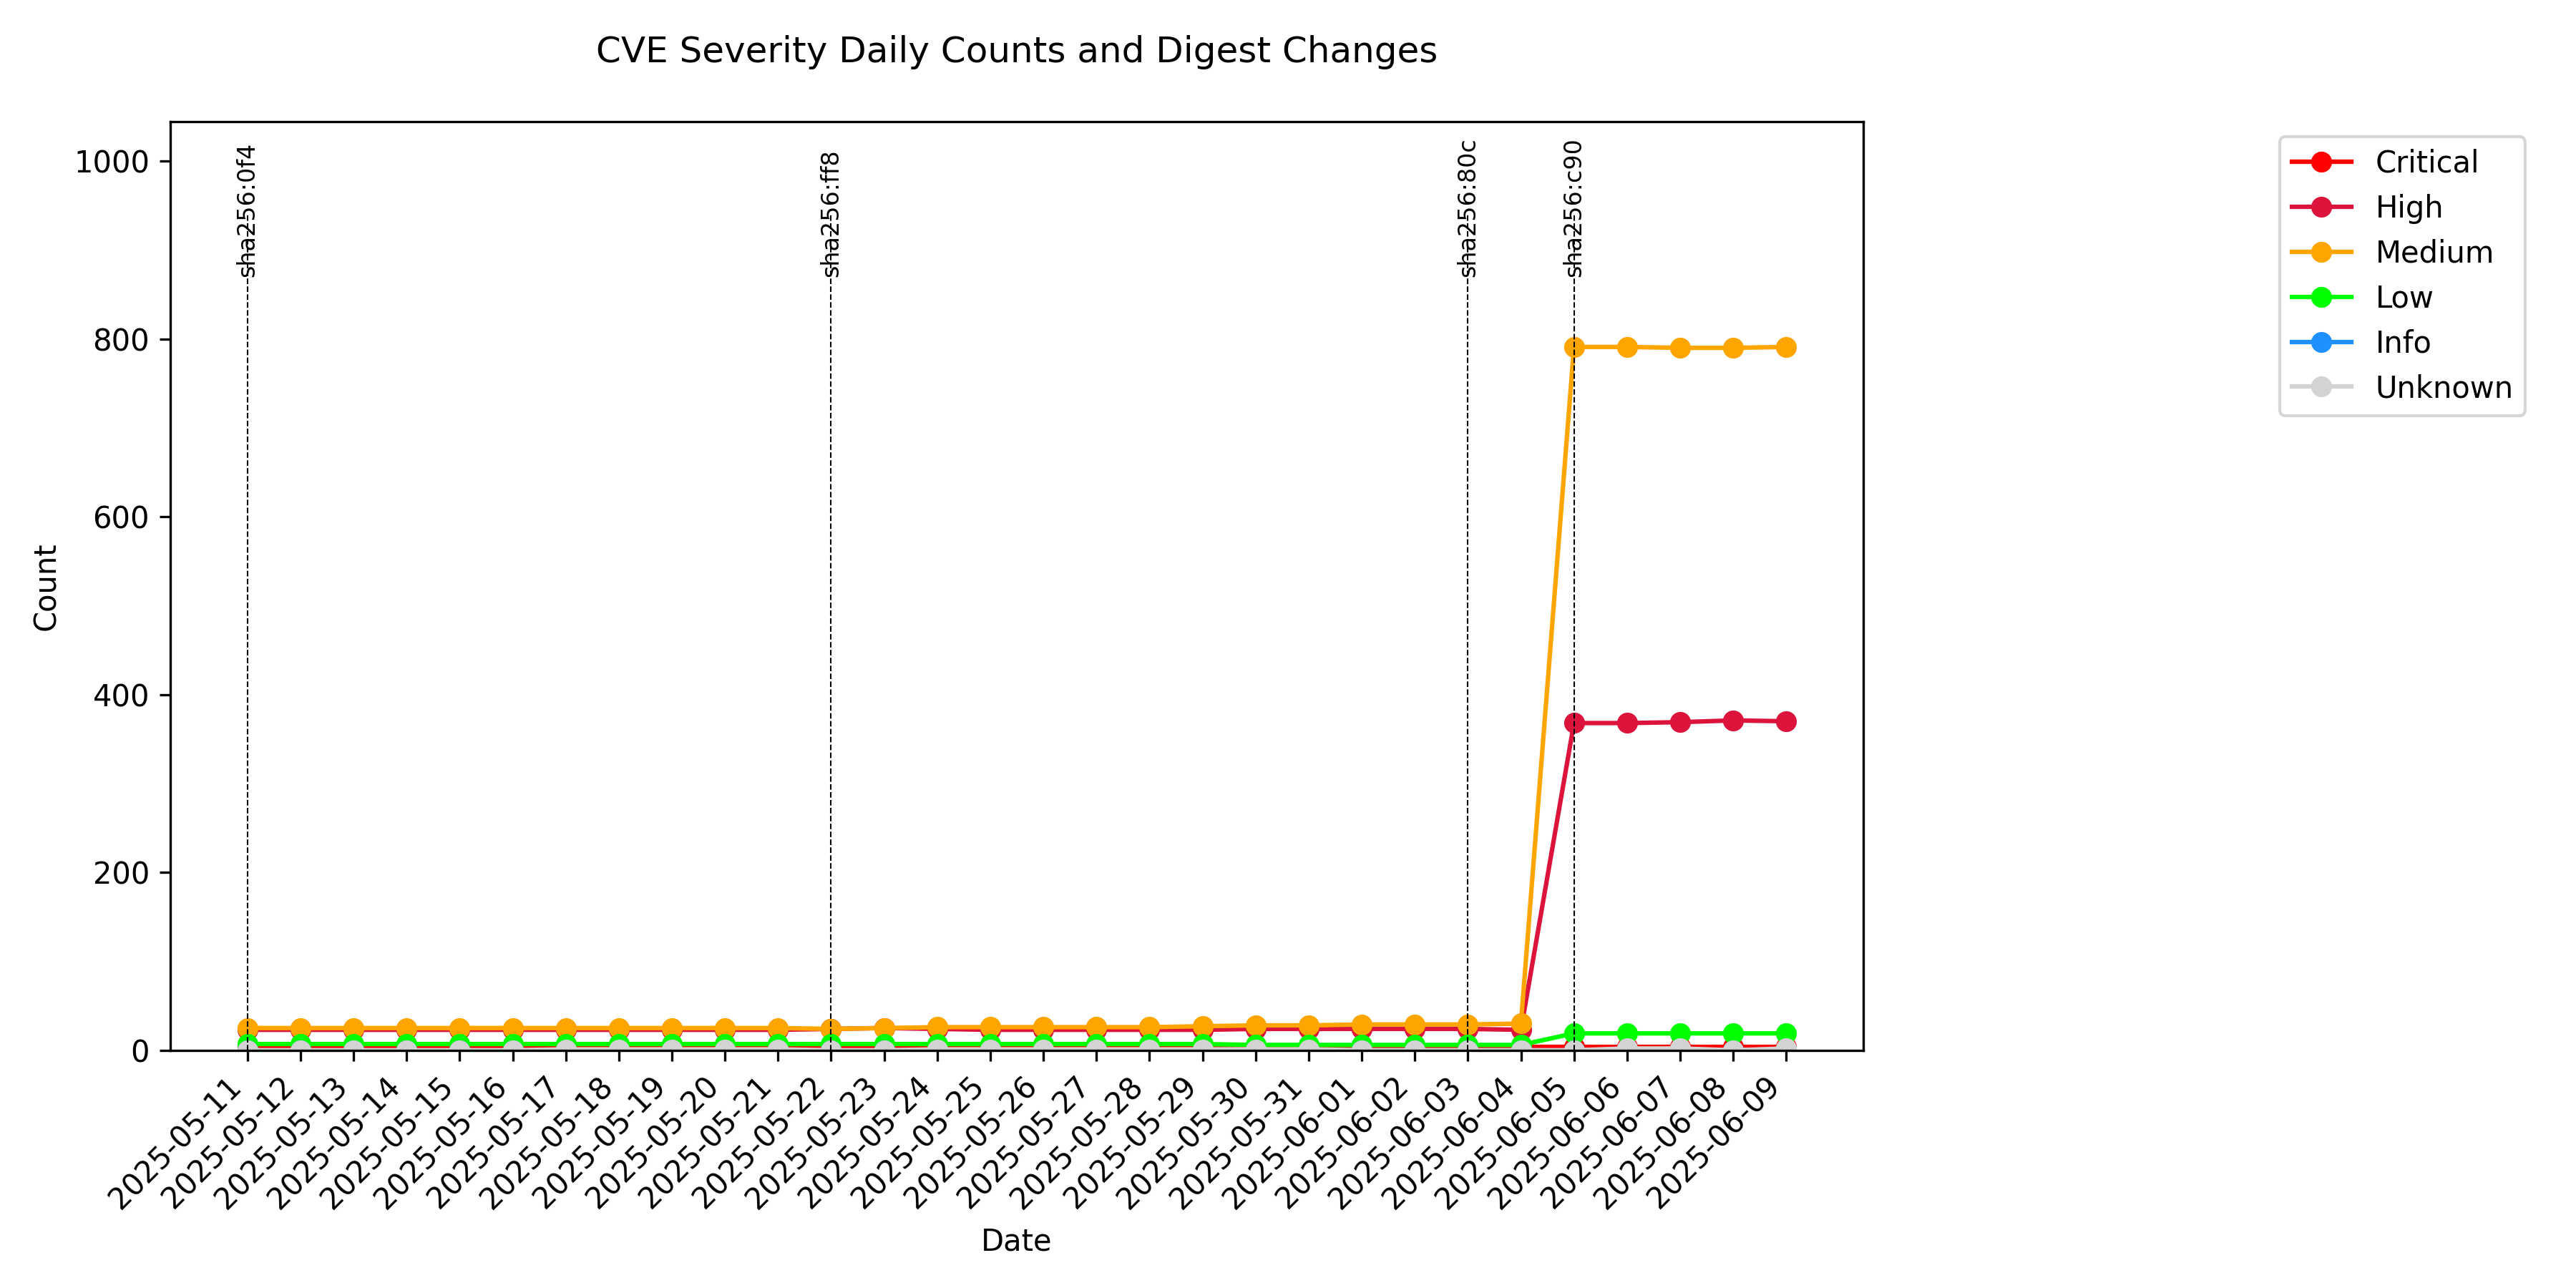 CVE Severity Daily Counts and Digest Changes
1000
800
600
400
200
0
Count
sha256:0f4
sha256:ff8
sha256:80c
sha256:c90
Critical
High
Medium
Low
Info
Unknown
2025-05-11
2025-05-12
2025-05-13
2025-05-14
2025-05-15
2025-05-16
2025-05-17
2025-05-18
2025-05-19
2025-05-20
2025-05-21
2025-05-22
2025-05-23
2025-05-24
2025-05-25
2025-05-26
2025-05-27
2025-05-28
2025-05-29
2025-05-30
2025-05-31
2025-06-01
2025-06-02
2025-06-03
2025-06-04
2025-06-05
2025-06-06
2025-06-07
2025-06-08
2025-06-09
Date